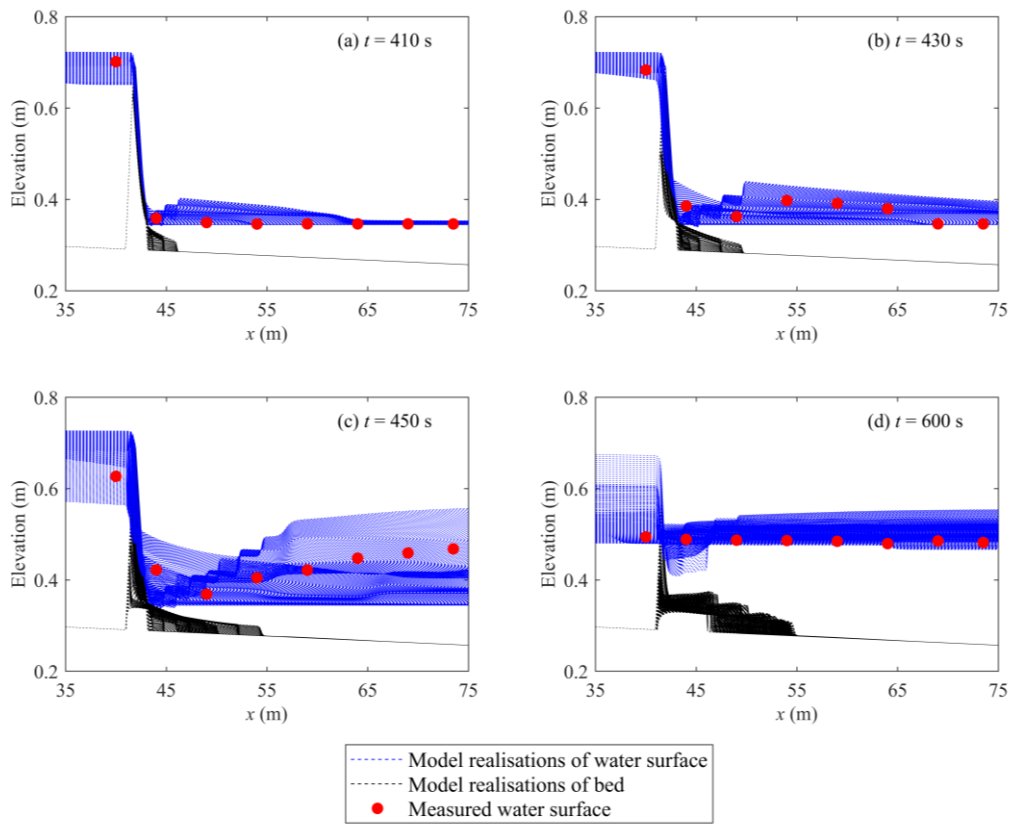 (a) t = 410 s
0.8
0.6
0.4
0.2
Elevation (m)
35 45 55 65 75
x (m)
(b) t = 430 s
0.8
0.6
0.4
0.2
Elevation (m)
35 45 55 65 75
x (m)
(c) t = 450 s
0.8
0.6
0.4
0.2
Elevation (m)
35 45 55 65 75
x (m)
(d) t = 600 s
0.8
0.6
0.4
0.2
Elevation (m)
35 45 55 65 75
x (m)
Model realisations of water surface
Model realisations of bed
Measured water surface